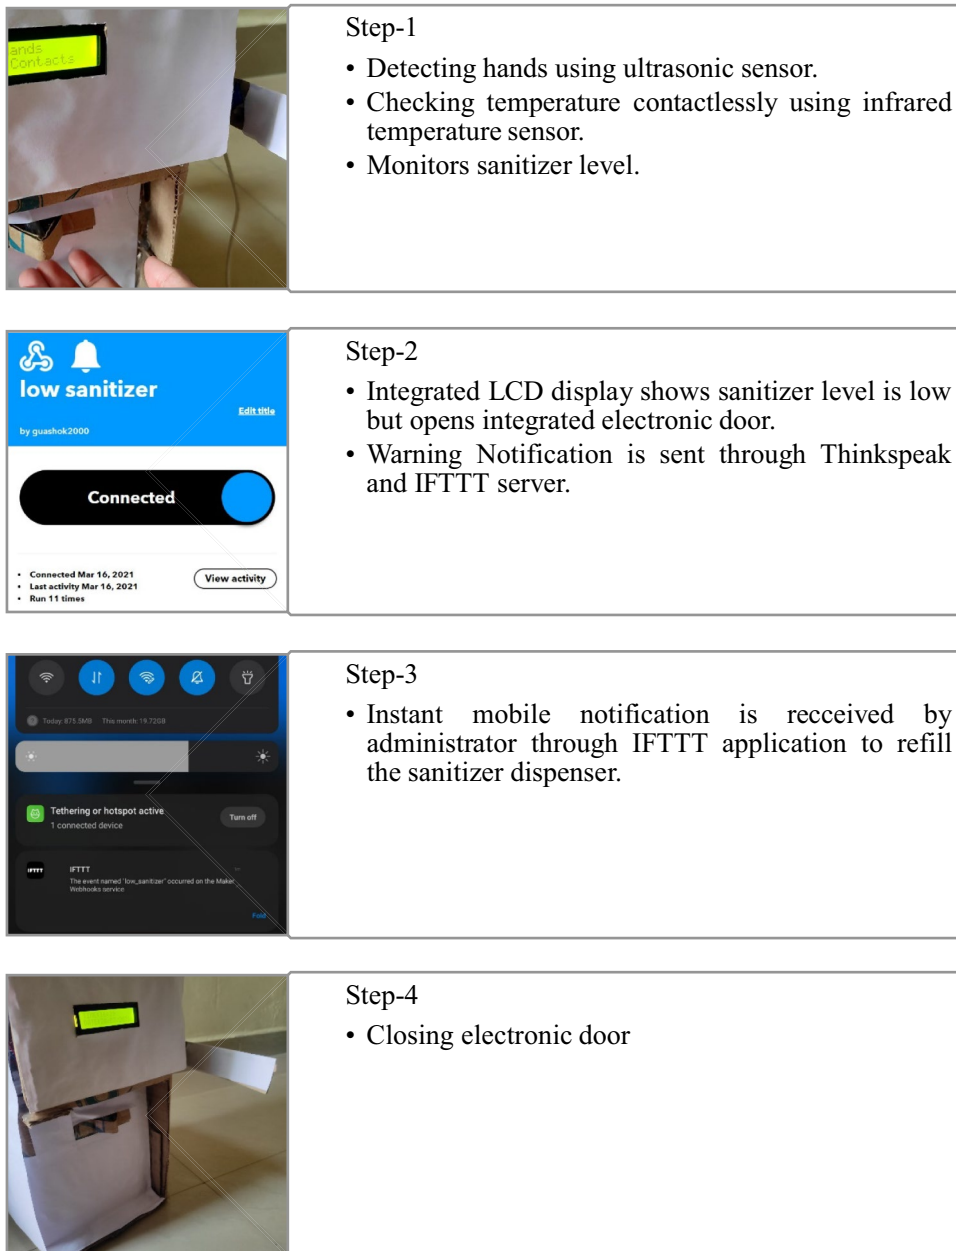 ands
Contacts
Step-1
• Detecting hands using ultrasonic sensor.
• Checking temperature contactlessly using infrared
temperature sensor.
• Monitors sanitizer level.
low sanitizer
Edit title
by guashok2000
Connected
• Connected Mar 16, 2021
• Last activity Mar 16, 2021
• Run 11 times
View activity
Step-2
• Integrated LCD display shows sanitizer level is low
but opens integrated electronic door.
• Warning Notification is sent through Thinkspeak
and IFTTT server.
Today: 875.5MB This month: 19.72GB
Tethering or hotspot active
1 connected device
Turn off
IFTTT
IFTTT
The event named "low_sanitizer" occurred on the Maker
Webhooks service
Fold
Step-3
• Instant mobile notification is recceived by
administrator through IFTTT application to refill
the sanitizer dispenser.
Step-4
• Closing electronic door